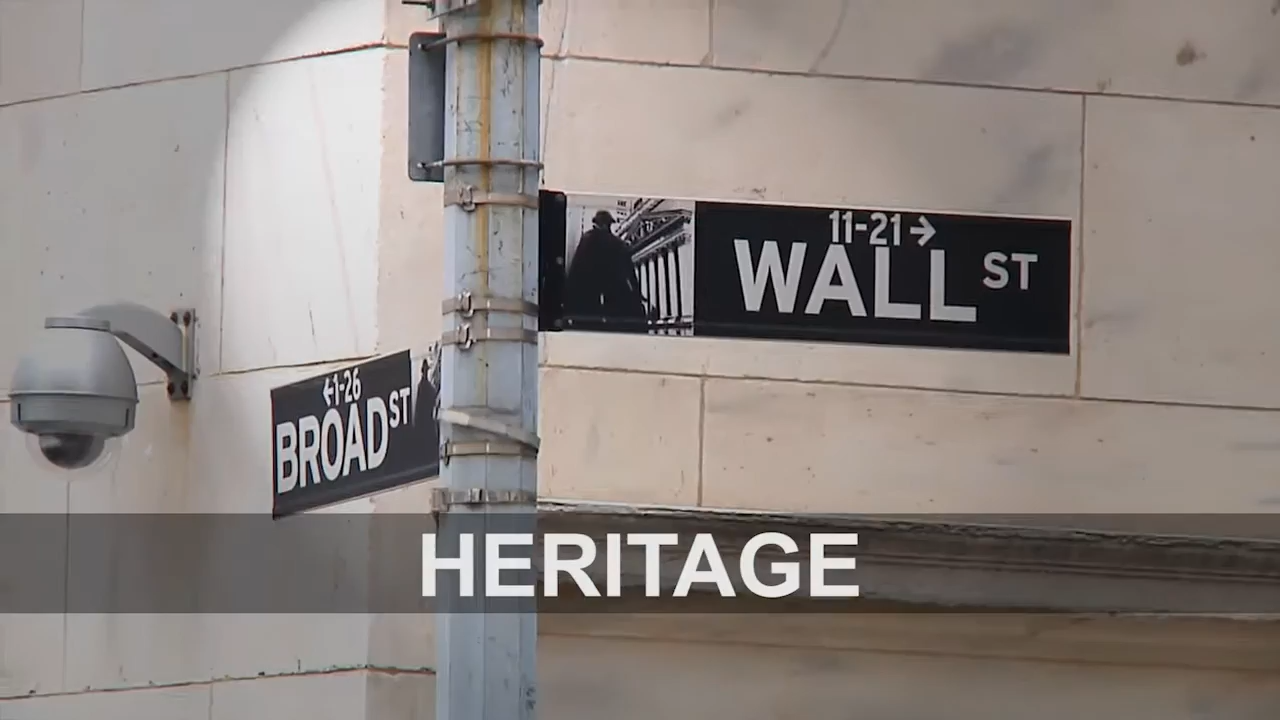 11-21→
WALL ST
←1-26
BROAD ST
HERITAGE